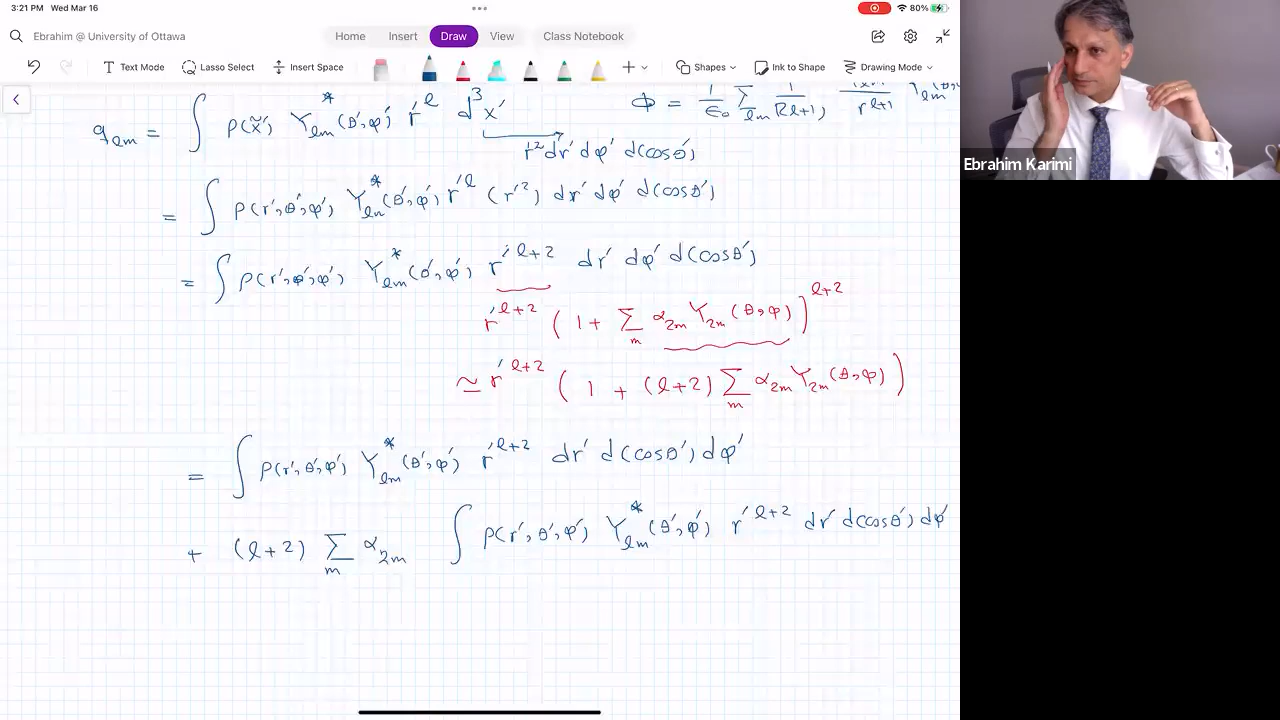 3:21 PM Wed Mar 16
80%
Ebrahim @ University of Ottawa Home Insert Draw View Class Notebook
Text Mode Lasso Select Insert Space Shapes Ink to Shape Drawing Mode
q_{lm} = ∫ ρ(x̰') Y*_{lm}(θ',φ') r'^l d³x' Φ = 1/ε₀ Σ_{lm} 1/(2l+1)
r² dr' dφ' d(cosθ')
= ∫ ρ(r',θ',φ') Y*_{lm}(θ',φ') r'^l (r'²) dr' dφ' d(cosθ')
= ∫ ρ(r',φ',φ') Y*_{lm}(θ',φ') r'^{l+2} dr' dφ' d(cosθ')
r'^{l+2} (1 + Σ_m α_{2m} Y_{2m}(θ,φ))^{l+2}
≃ r'^{l+2} (1 + (l+2) Σ_m α_{2m} Y_{2m}(θ,φ))
= ∫ ρ(r',θ',φ') Y*_{lm}(θ',φ') r'^{l+2} dr' d(cosθ') dφ'
+ (l+2) Σ_m α_{2m} ∫ ρ(r',θ',φ') Y*_{lm}(θ',φ') r'^{l+2} dr' d(cosθ') dφ'
Ebrahim Karimi